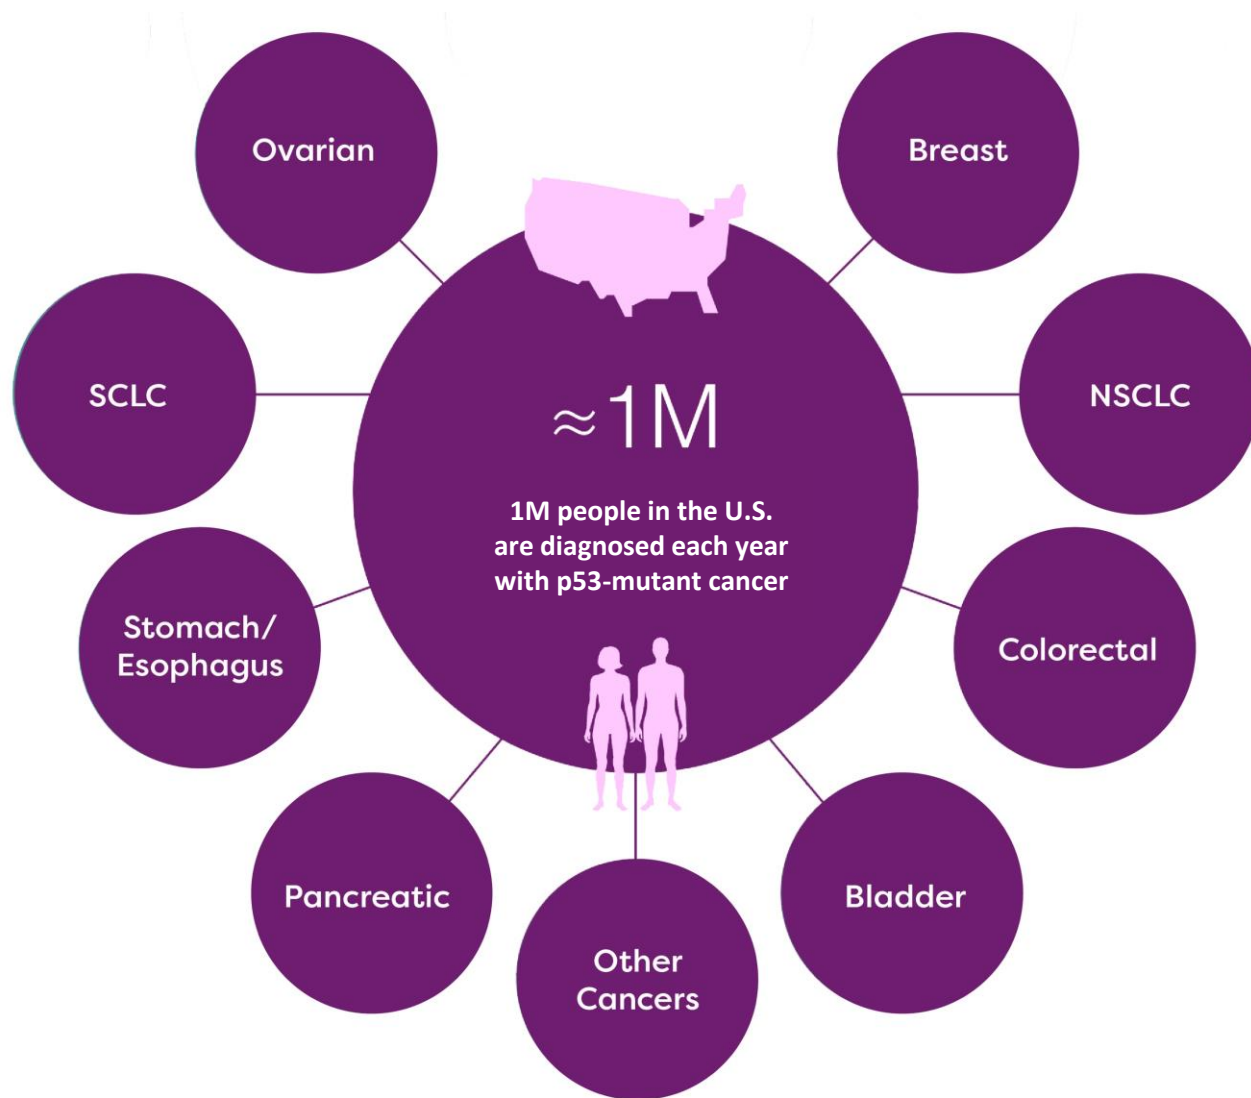 Ovarian
Breast
SCLC
NSCLC
≈1M
1M people in the U.S.
are diagnosed each year
with p53-mutant cancer
Stomach/
Esophagus
Colorectal
Pancreatic
Bladder
Other
Cancers